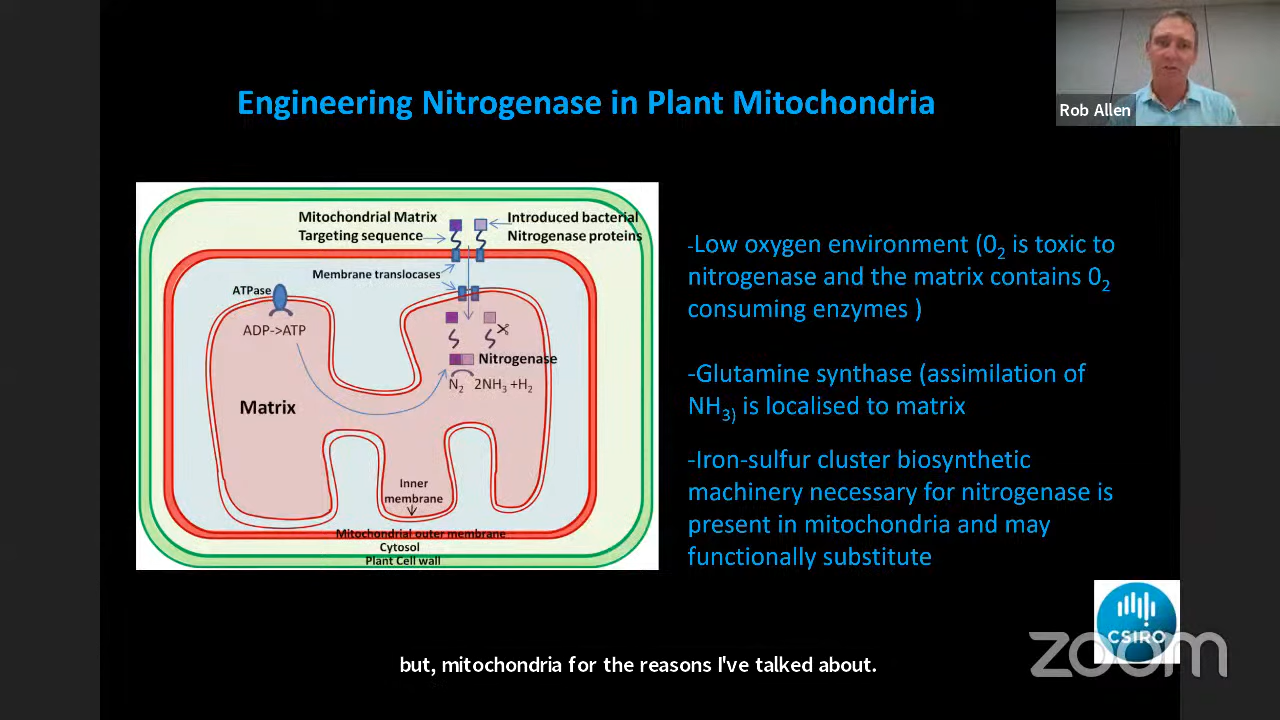 Rob Allen
Engineering Nitrogenase in Plant Mitochondria
Mitochondrial Matrix
Targeting sequence
Introduced bacterial
Nitrogenase proteins
Membrane translocases
ATPase
ADP->ATP
Nitrogenase
N₂ 2NH₃ +H₂
Matrix
Inner
membrane
Mitochondrial outer membrane
Cytosol
Plant Cell wall
-Low oxygen environment (0₂ is toxic to
nitrogenase and the matrix contains 0₂
consuming enzymes )
-Glutamine synthase (assimilation of
NH₃₎ is localised to matrix
-Iron-sulfur cluster biosynthetic
machinery necessary for nitrogenase is
present in mitochondria and may
functionally substitute
CSIRO
zoom
but, mitochondria for the reasons I've talked about.